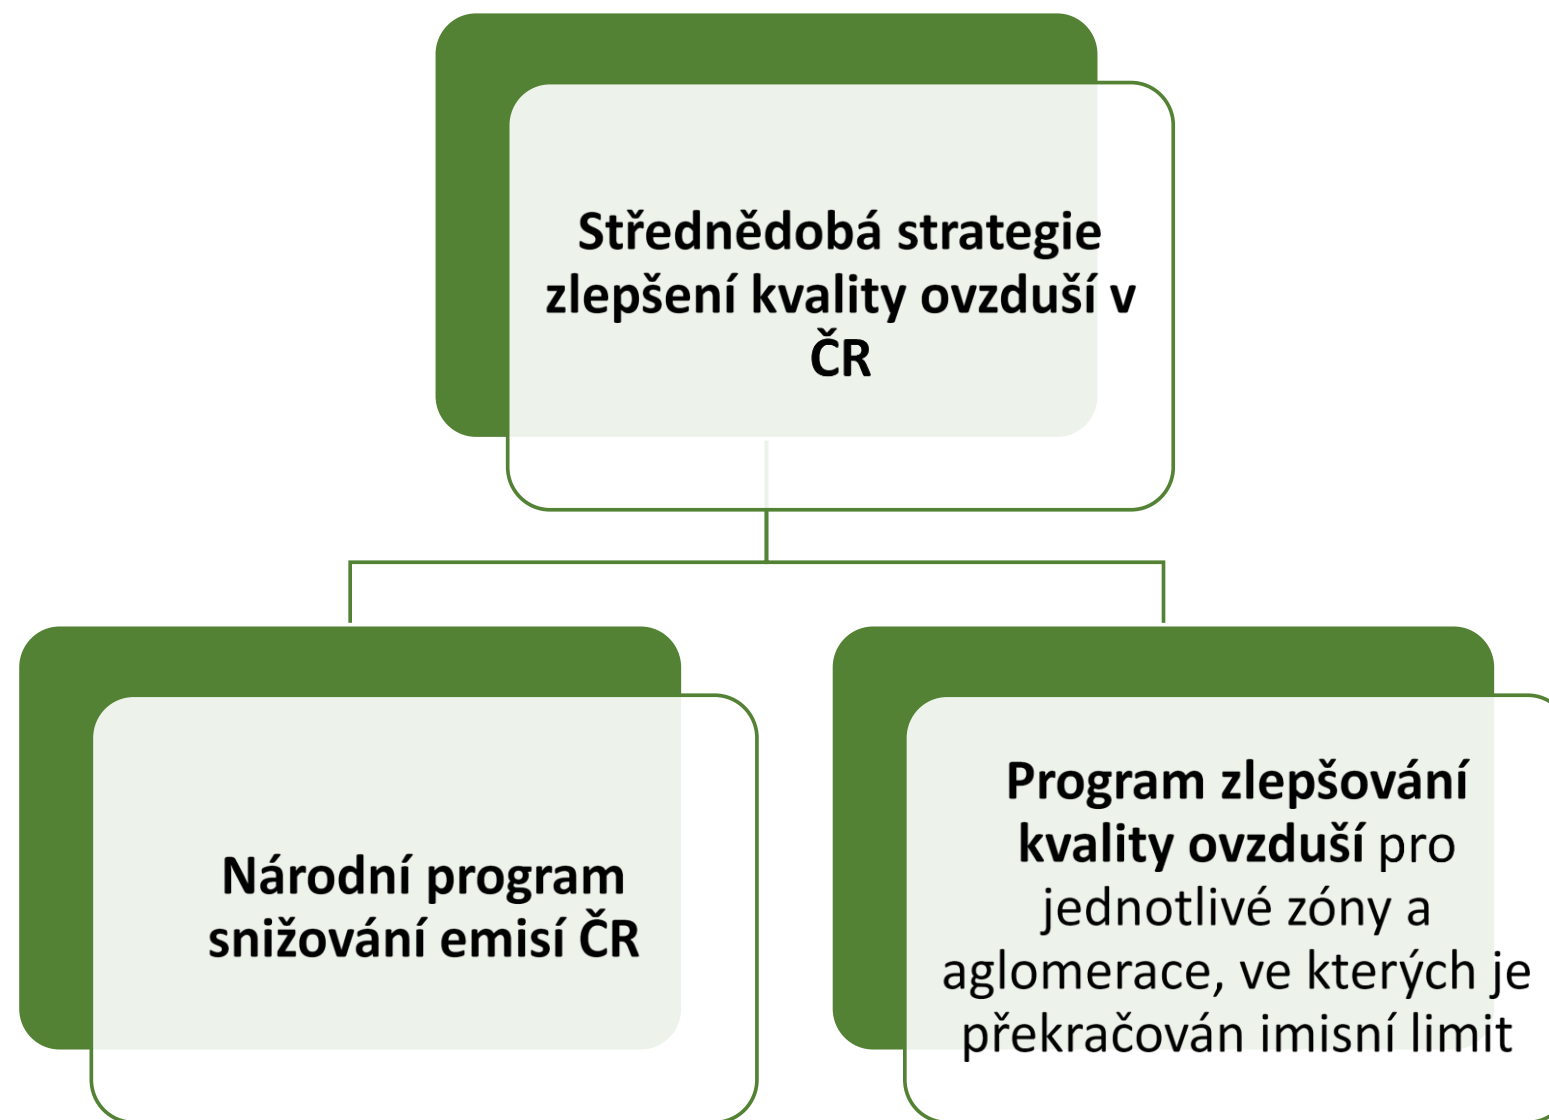 Střednědobá strategie
zlepšení kvality ovzduší v
ČR
Národní program
snižování emisí ČR
Program zlepšování
kvality ovzduší pro
jednotlivé zóny a
aglomerace, ve kterých je
překračován imisní limit